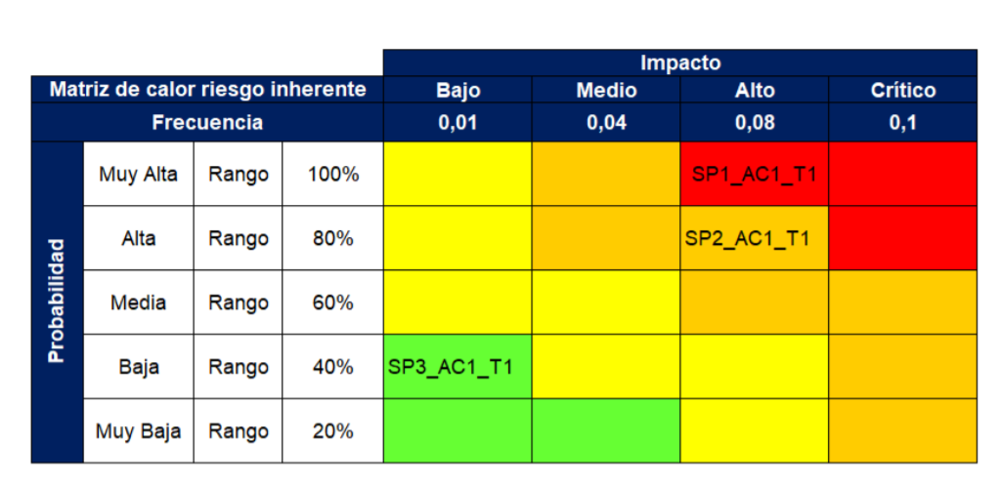 Impacto
Matriz de calor riesgo inherente Bajo Medio Alto Crítico
Frecuencia 0,01 0,04 0,08 0,1
Probabilidad
Muy Alta Rango 100% SP1_AC1_T1
Alta Rango 80% SP2_AC1_T1
Media Rango 60%
Baja Rango 40% SP3_AC1_T1
Muy Baja Rango 20%